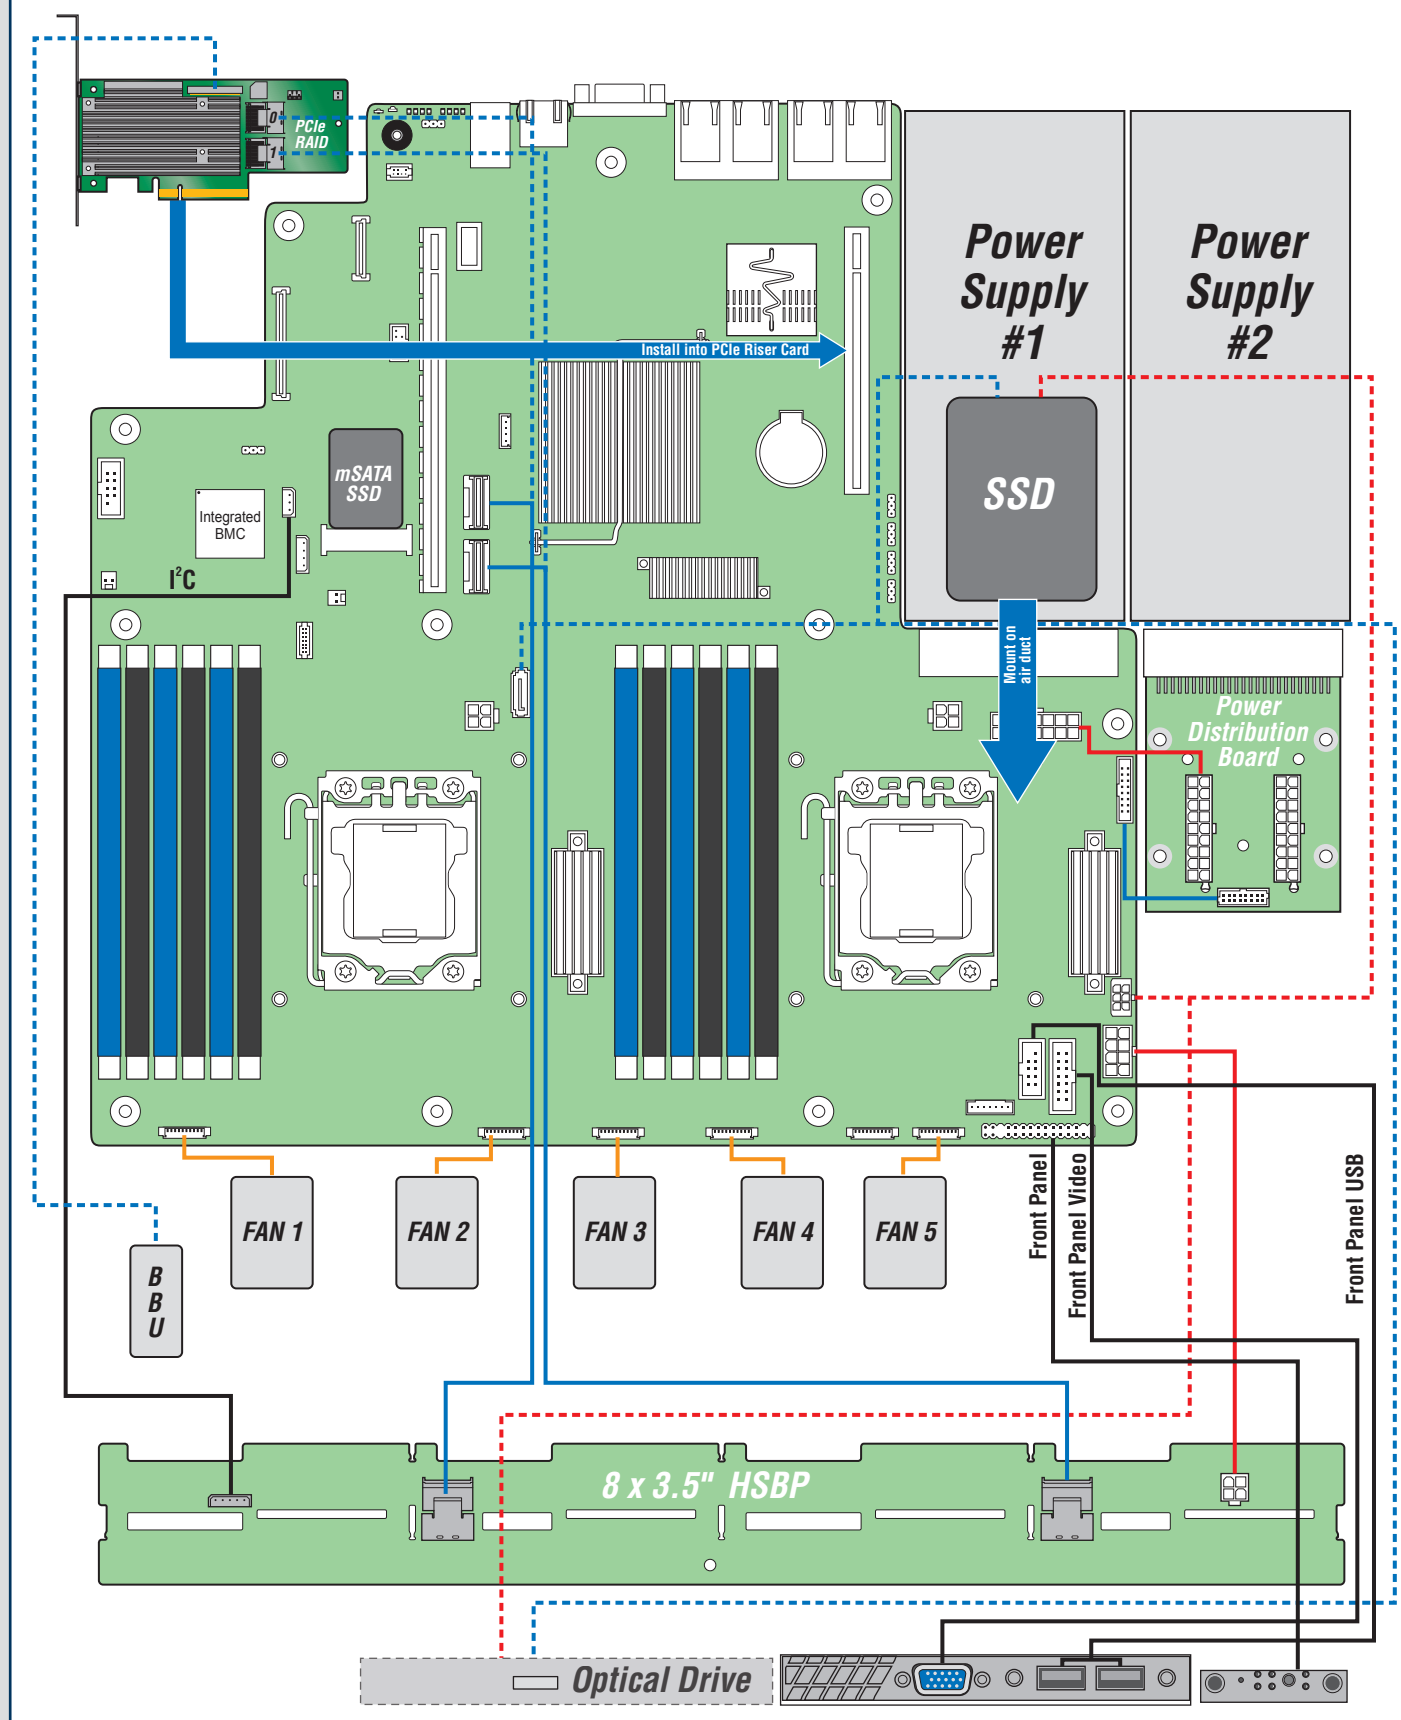 0
PCIe
RAID
1
Power
Supply
#1
Power
Supply
#2
Install into PCIe Riser Card
mSATA
SSD
SSD
Integrated
BMC
I²C
Mount on
air duct
Power
Distribution
Board
Front Panel
Front Panel Video
Front Panel USB
FAN 1
FAN 2
FAN 3
FAN 4
FAN 5
B
B
U
8 x 3.5" HSBP
Optical Drive